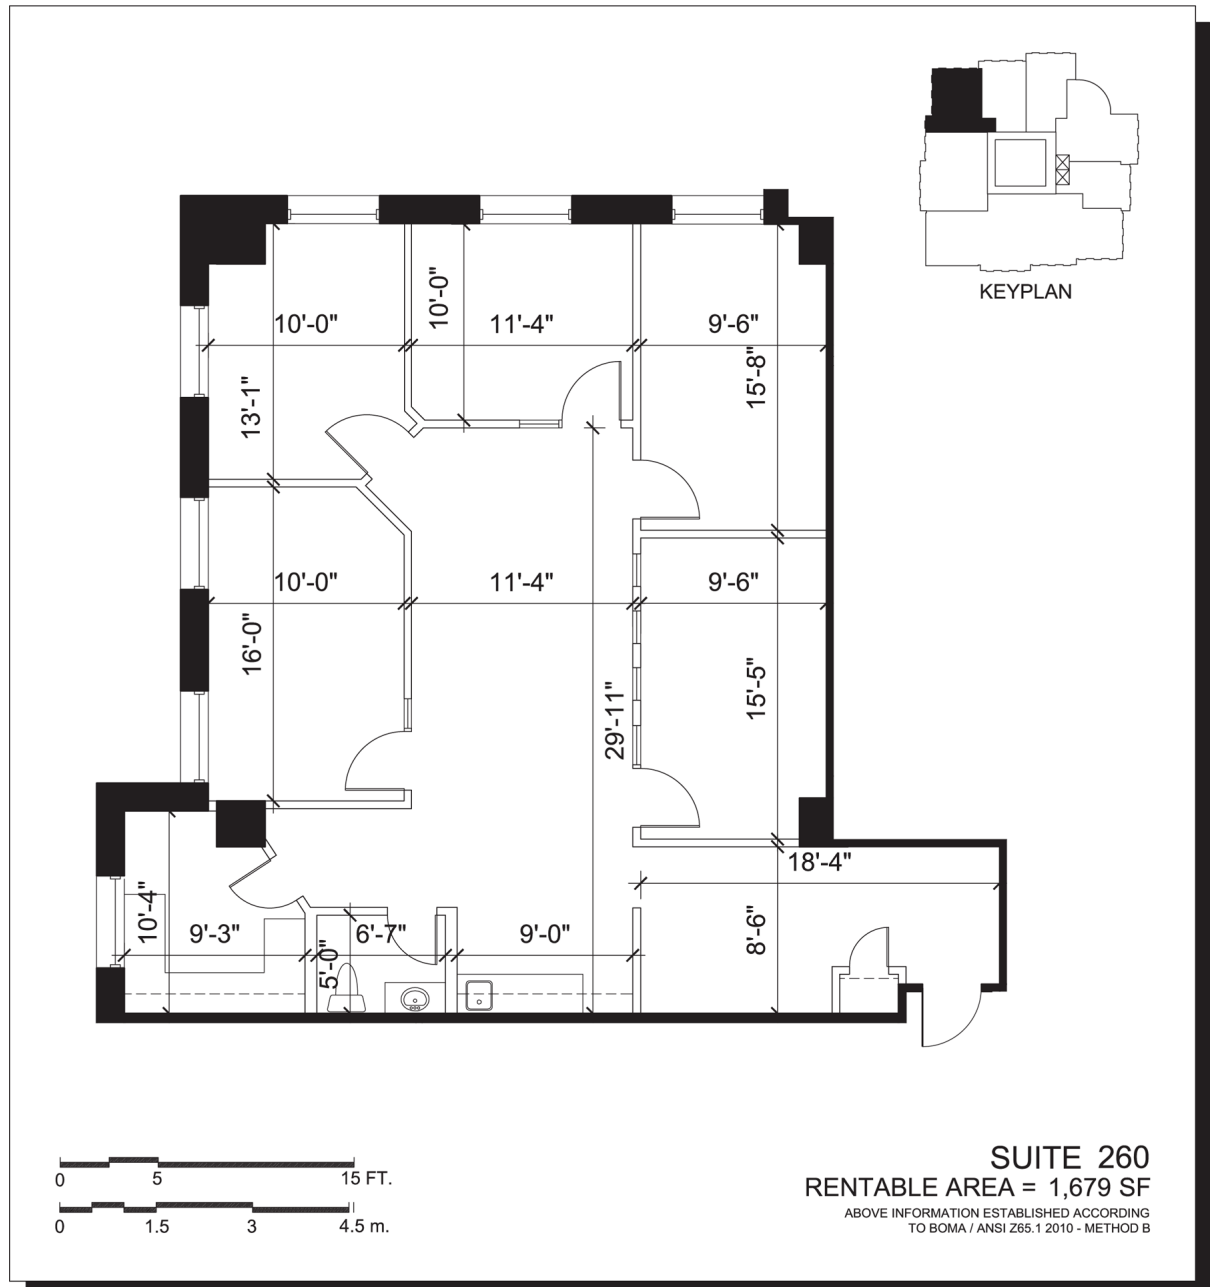 KEYPLAN
10'-0"
10'-0"
11'-4"
9'-6"
13'-1"
15'-8"
10'-0"
11'-4"
9'-6"
16'-0"
29'-11"
15'-5"
18'-4"
10'-4"
9'-3"
5'-0"
6'-7"
9'-0"
8'-6"
0 5 15 FT.
0 1.5 3 4.5 m.
SUITE 260
RENTABLE AREA = 1,679 SF
ABOVE INFORMATION ESTABLISHED ACCORDING
TO BOMA / ANSI Z65.1 2010 - METHOD B